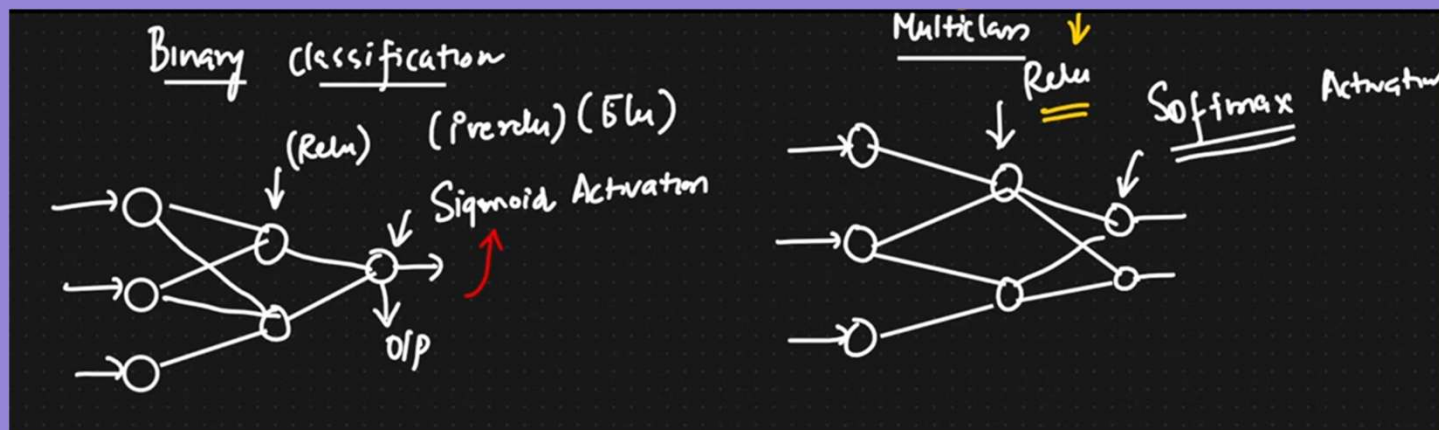 Binary Classification
(Relu) (Prerelu) (Elu)
Sigmoid Activation
O/P
Multiclass
Relu
Softmax Activation